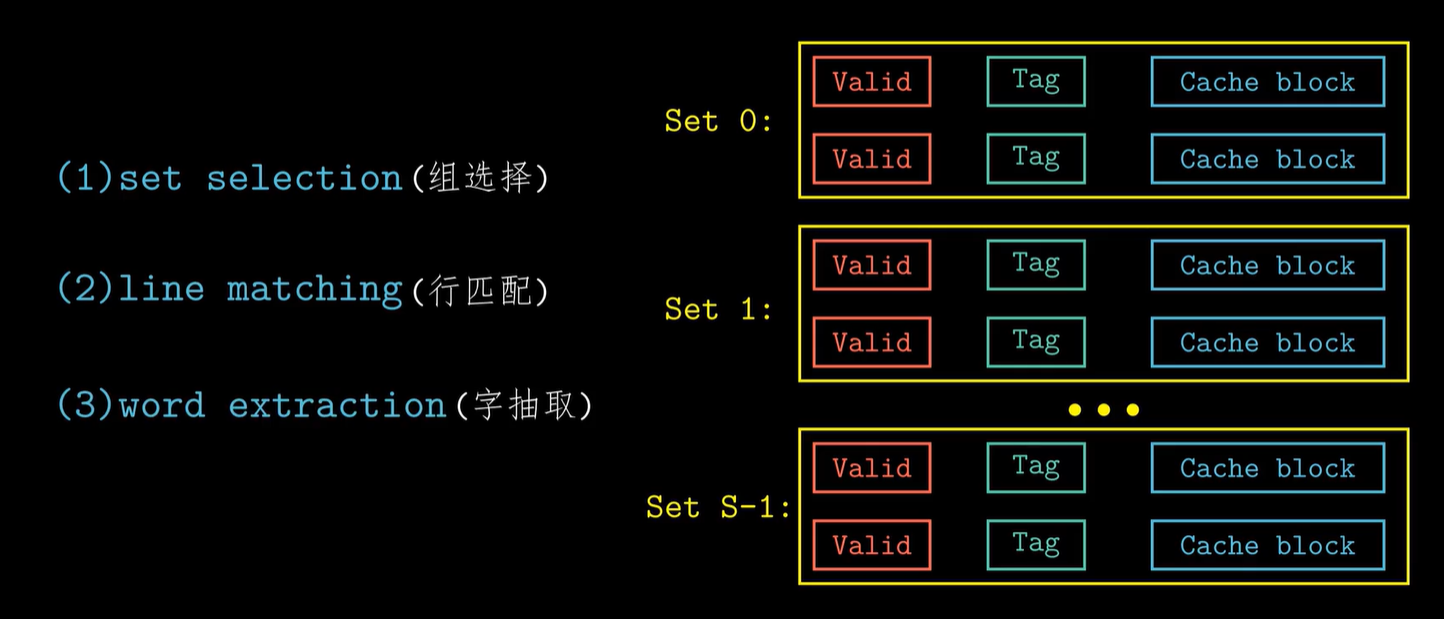 (1)set selection(组选择)
(2)line matching(行匹配)
(3)word extraction(字抽取)
Set 0:
Valid Tag Cache block
Valid Tag Cache block
Set 1:
Valid Tag Cache block
Valid Tag Cache block
•••
Set S-1:
Valid Tag Cache block
Valid Tag Cache block